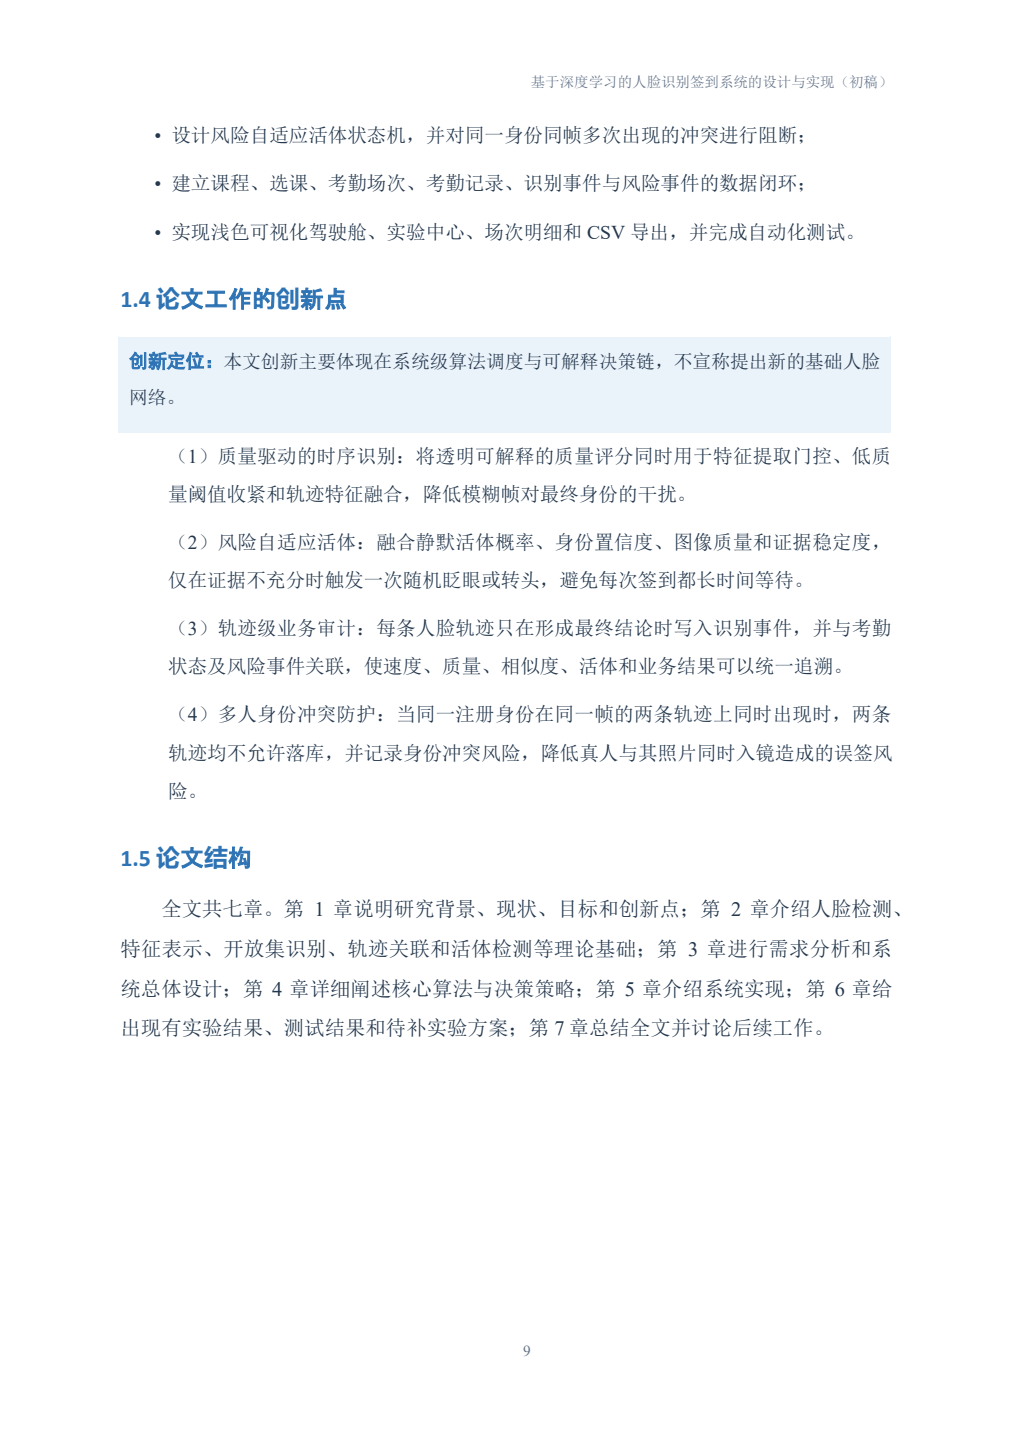 基于深度学习的人脸识别签到系统的设计与实现（初稿）
• 设计风险自适应活体状态机，并对同一身份同帧多次出现的冲突进行阻断；
• 建立课程、选课、考勤场次、考勤记录、识别事件与风险事件的数据闭环；
• 实现浅色可视化驾驶舱、实验中心、场次明细和 CSV 导出，并完成自动化测试。
1.4 论文工作的创新点
创新定位：本文创新主要体现在系统级算法调度与可解释决策链，不宣称提出新的基础人脸
网络。
（1）质量驱动的时序识别：将透明可解释的质量评分同时用于特征提取门控、低质
量阈值收紧和轨迹特征融合，降低模糊帧对最终身份的干扰。
（2）风险自适应活体：融合静默活体概率、身份置信度、图像质量和证据稳定度，
仅在证据不充分时触发一次随机眨眼或转头，避免每次签到都长时间等待。
（3）轨迹级业务审计：每条人脸轨迹只在形成最终结论时写入识别事件，并与考勤
状态及风险事件关联，使速度、质量、相似度、活体和业务结果可以统一追溯。
（4）多人身份冲突防护：当同一注册身份在同一帧的两条轨迹上同时出现时，两条
轨迹均不允许落库，并记录身份冲突风险，降低真人与其照片同时入镜造成的误签风
险。
1.5 论文结构
全文共七章。第 1 章说明研究背景、现状、目标和创新点；第 2 章介绍人脸检测、
特征表示、开放集识别、轨迹关联和活体检测等理论基础；第 3 章进行需求分析和系
统总体设计；第 4 章详细阐述核心算法与决策策略；第 5 章介绍系统实现；第 6 章给
出现有实验结果、测试结果和待补实验方案；第 7 章总结全文并讨论后续工作。
9